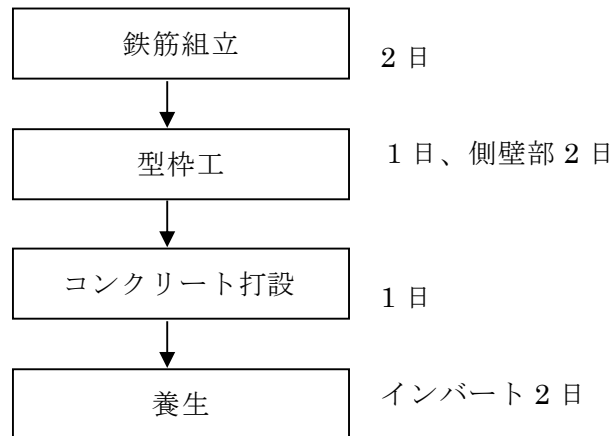 鉄筋組立
2日
型枠工
1日、側壁部2日
コンクリート打設
1日
養生
インバート2日